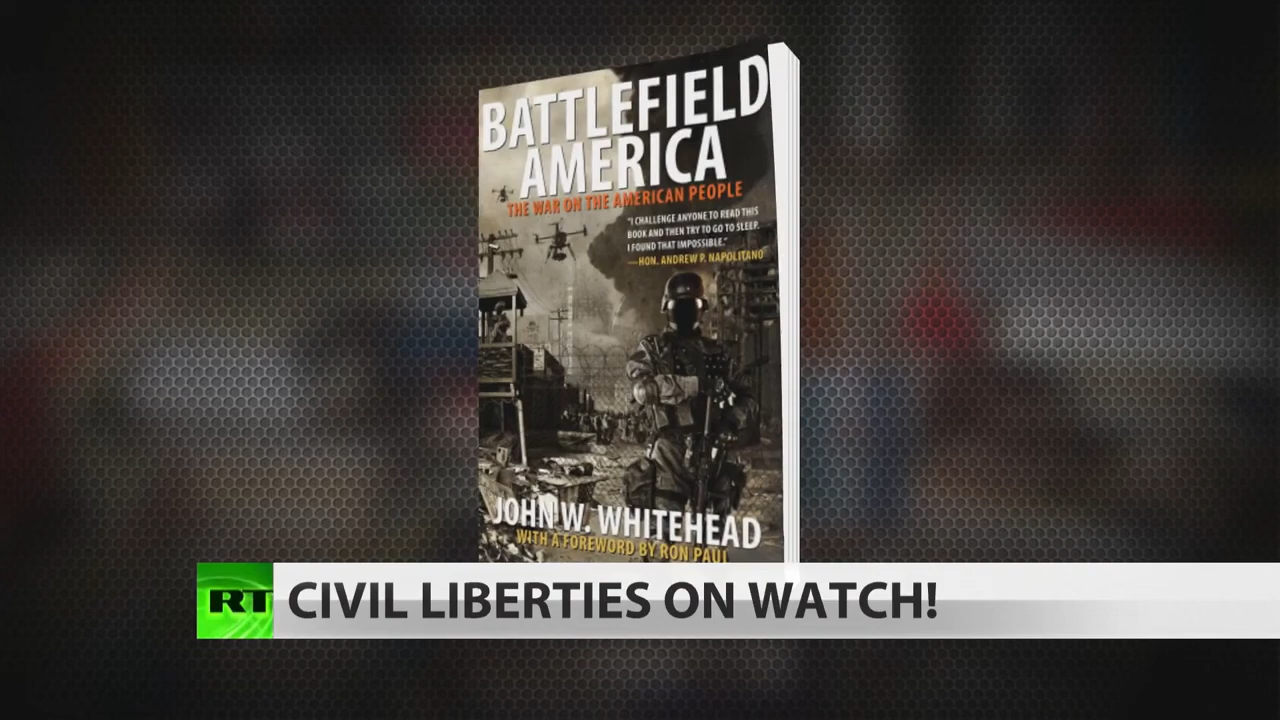 BATTLEFIELD
AMERICA
THE WAR ON THE AMERICAN PEOPLE
"I CHALLENGE ANYONE TO READ THIS
BOOK AND THEN TRY TO GO TO SLEEP.
I FOUND THAT IMPOSSIBLE."
—HON. ANDREW P. NAPOLITANO
JOHN W. WHITEHEAD
WITH A FOREWORD BY RON PAUL
RT CIVIL LIBERTIES ON WATCH!